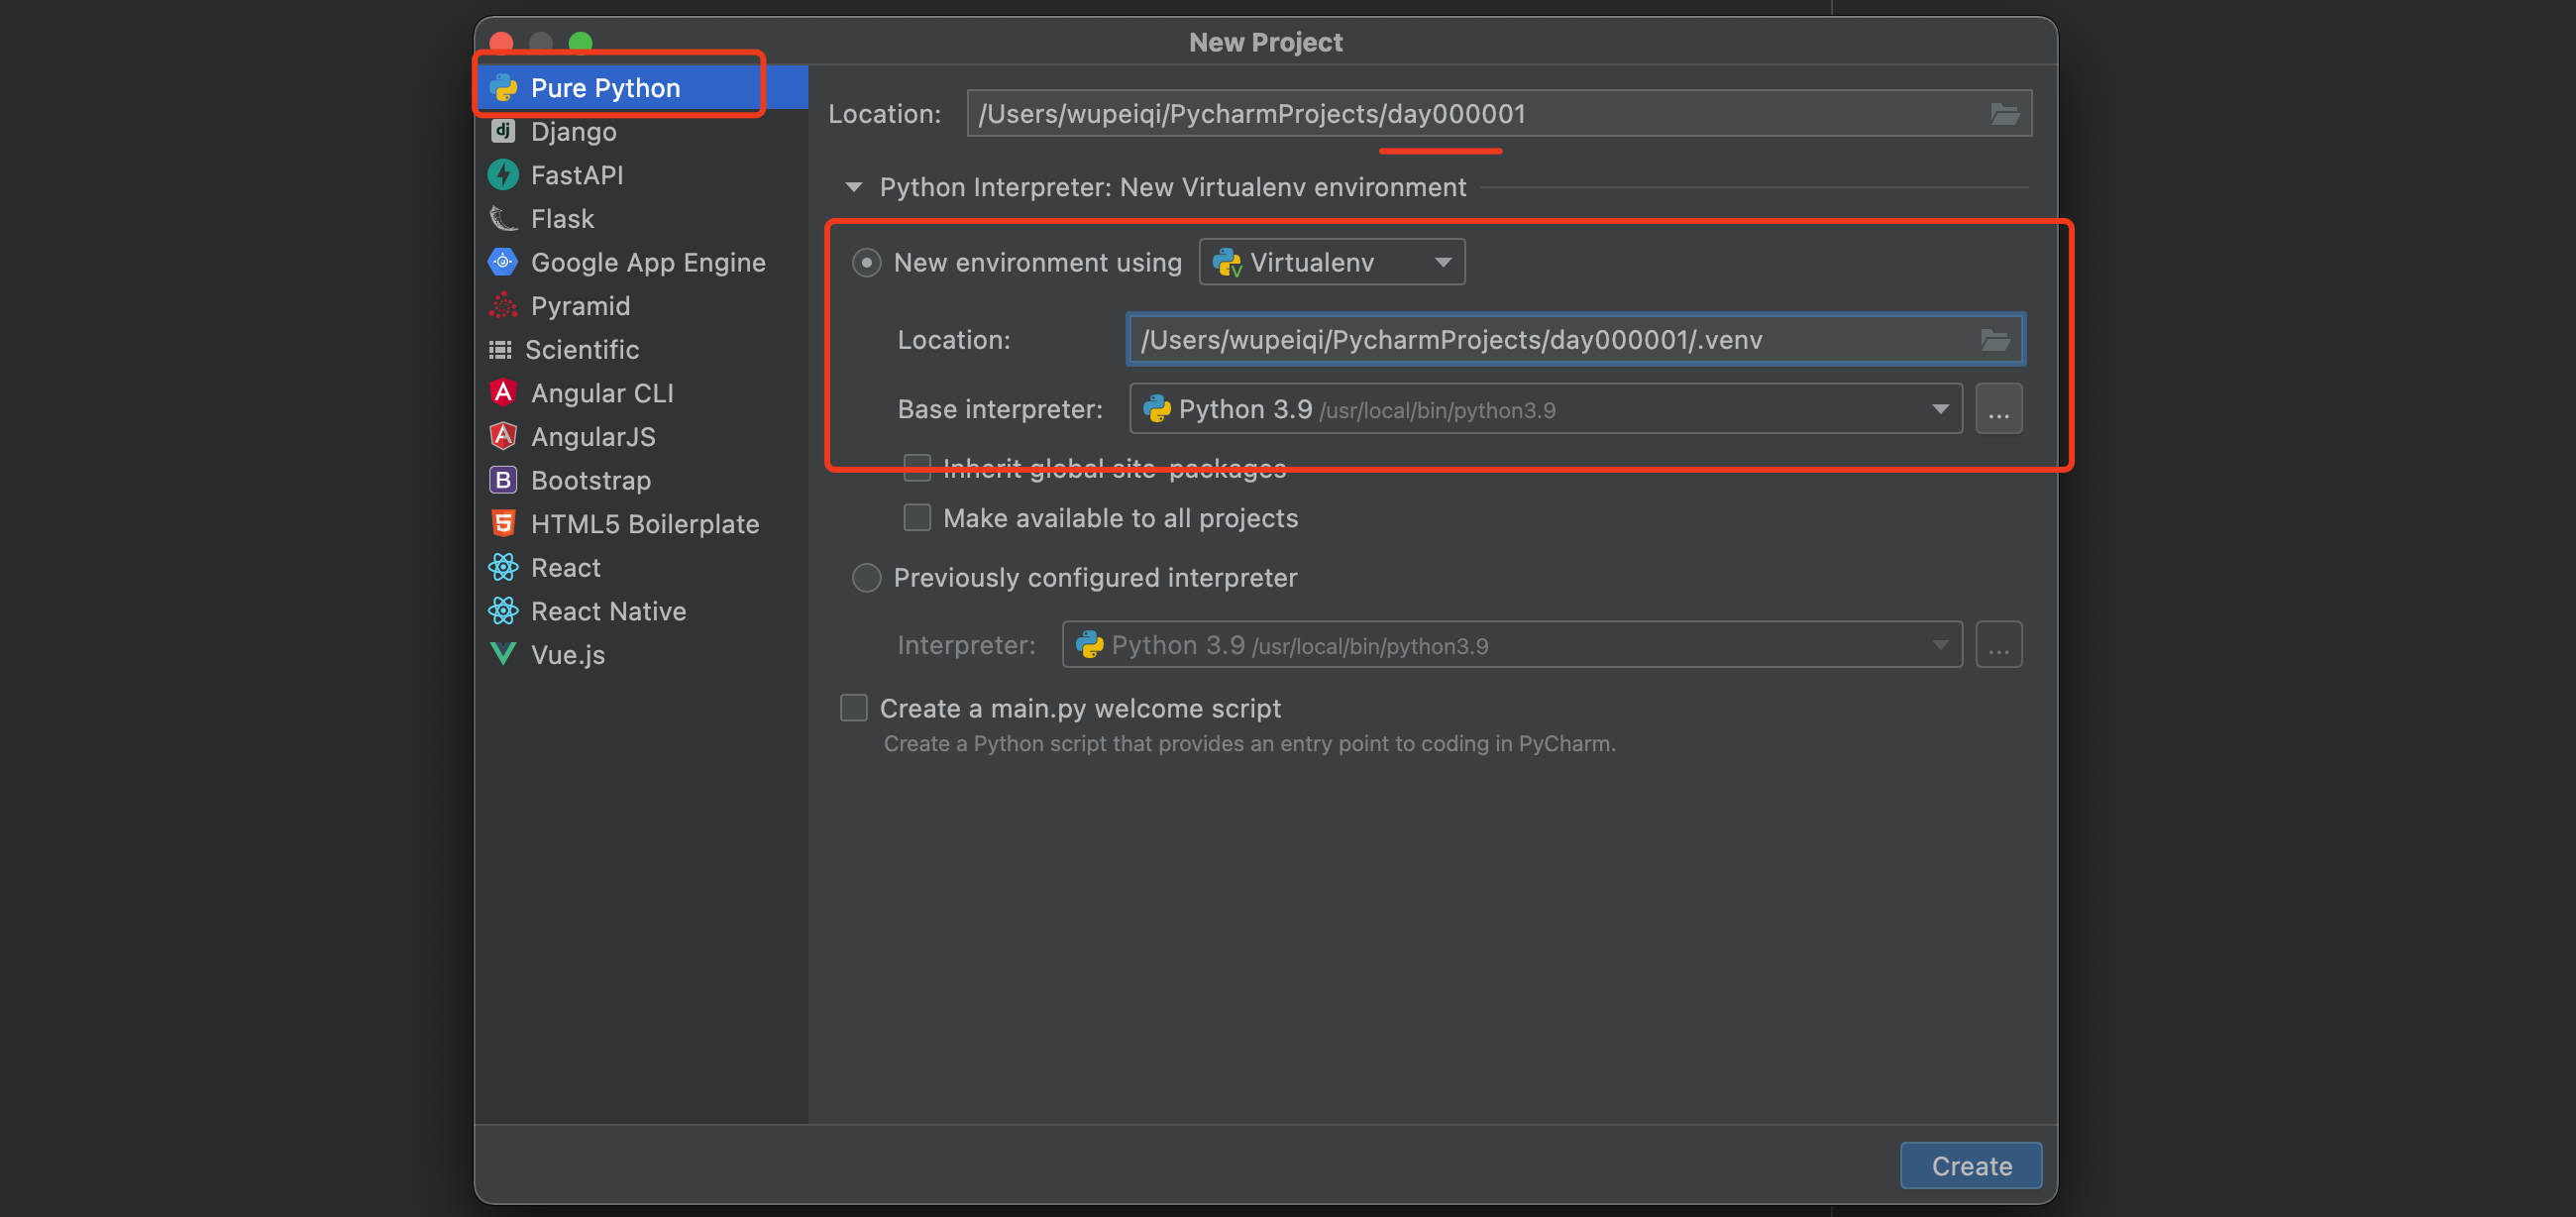 New Project
Pure Python
Django
FastAPI
Flask
Google App Engine
Pyramid
Scientific
Angular CLI
AngularJS
Bootstrap
HTML5 Boilerplate
React
React Native
Vue.js
Location: /Users/wupeiqi/PycharmProjects/day000001
Python Interpreter: New Virtualenv environment
New environment using Virtualenv
Location: /Users/wupeiqi/PycharmProjects/day000001/.venv
Base interpreter: Python 3.9 /usr/local/bin/python3.9 ...
Inherit global site-packages
Make available to all projects
Previously configured interpreter
Interpreter: Python 3.9 /usr/local/bin/python3.9 ...
Create a main.py welcome script
Create a Python script that provides an entry point to coding in PyCharm.
Create